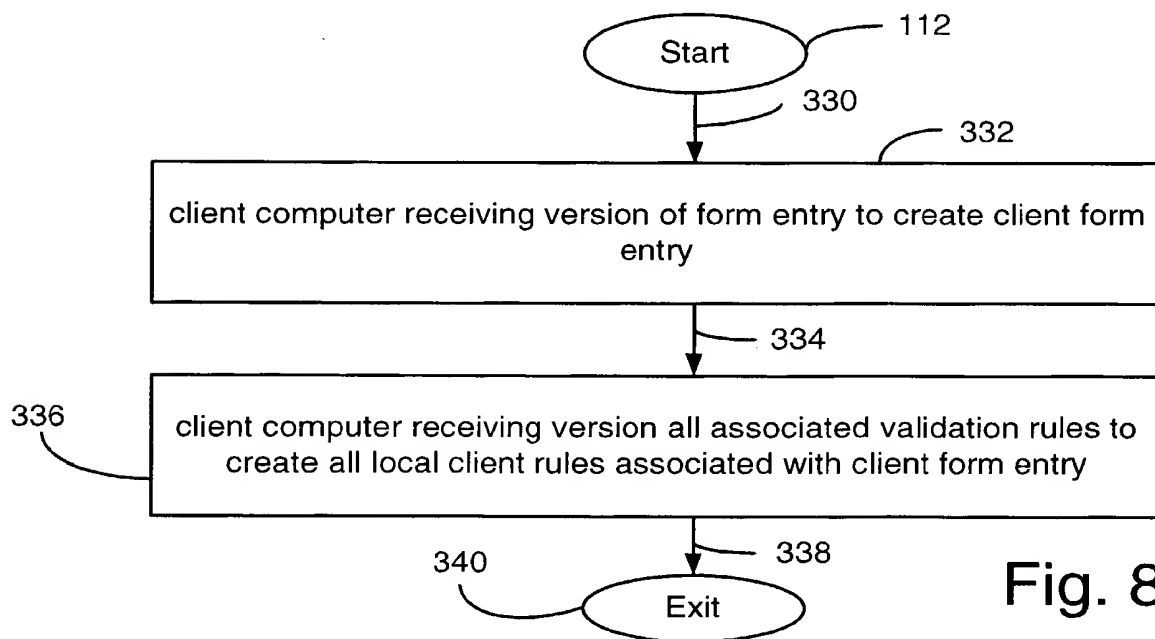 Start
112
330
332
client computer receiving version of form entry to create client form
entry
334
336
client computer receiving version all associated validation rules to
create all local client rules associated with client form entry
338
340
Exit
Fig. 8